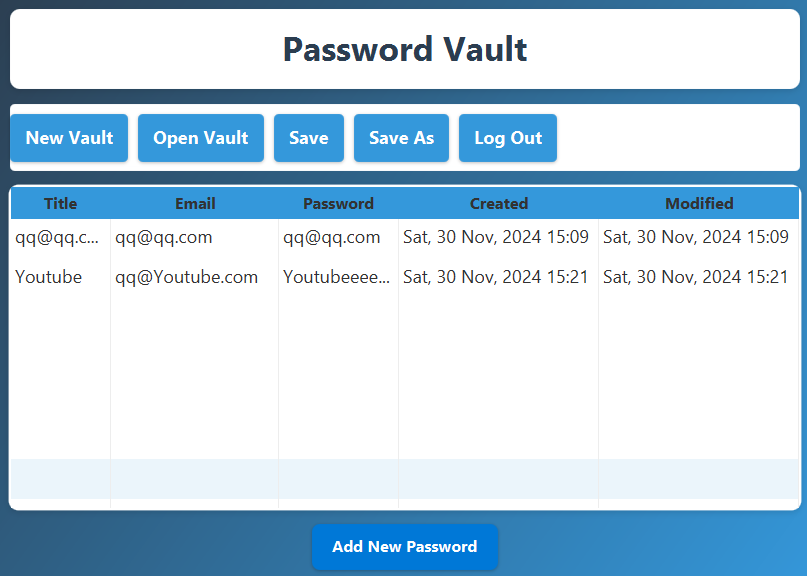 Password Vault
New Vault Open Vault Save Save As Log Out
Title Email Password Created Modified
qq@qq.c... qq@qq.com qq@qq.com Sat, 30 Nov, 2024 15:09 Sat, 30 Nov, 2024 15:09
Youtube qq@Youtube.com Youtubeeee... Sat, 30 Nov, 2024 15:21 Sat, 30 Nov, 2024 15:21
Add New Password